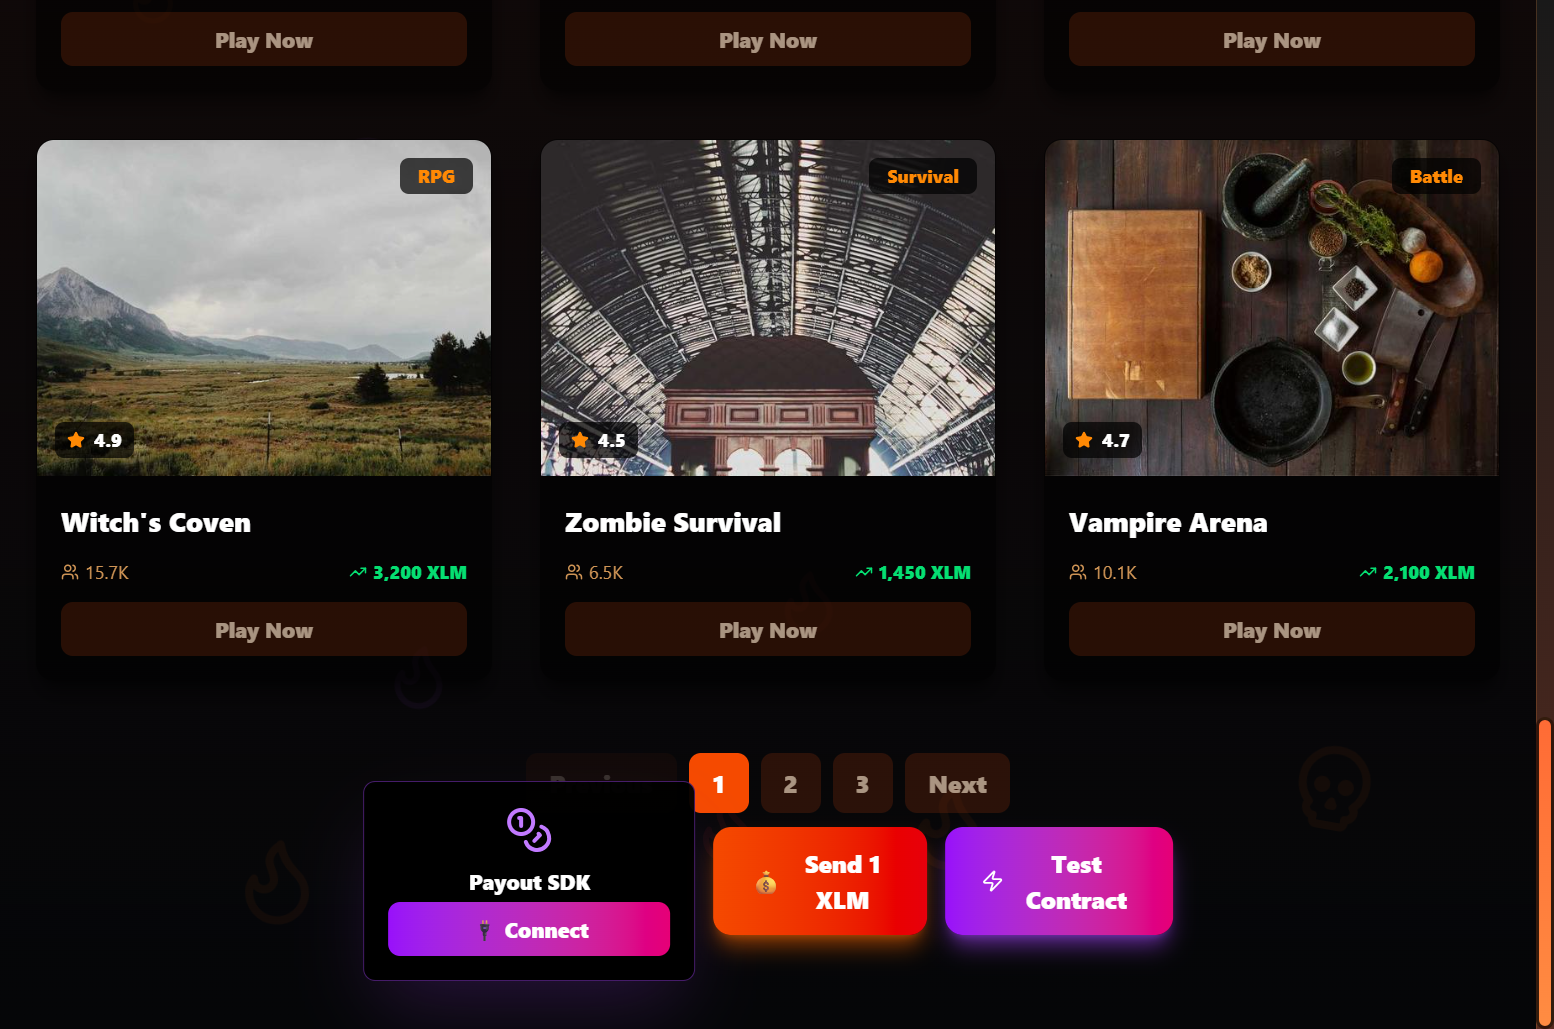 Play Now
Play Now
Play Now
RPG
Survival
Battle
4.9
4.5
4.7
Witch's Coven
Zombie Survival
Vampire Arena
15.7K
3,200 XLM
6.5K
1,450 XLM
10.1K
2,100 XLM
Play Now
Play Now
Play Now
1
2
3
Next
Payout SDK
Connect
Send 1
XLM
Test
Contract